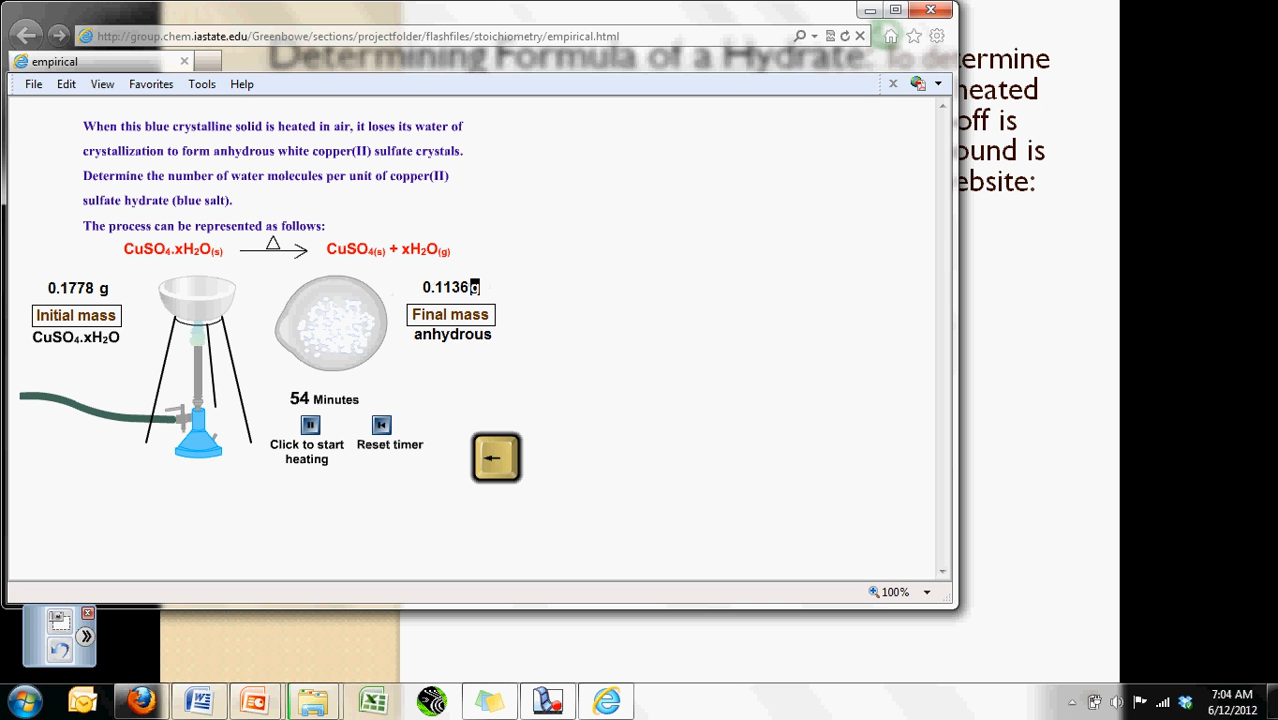 http://group.chem.iastate.edu/Greenbowe/sections/projectfolder/flashfiles/stoichiometry/empirical.html
Determining Formula of a Hydrate: To determine
heated
off is
ound is
ebsite:
empirical
File Edit View Favorites Tools Help
When this blue crystalline solid is heated in air, it loses its water of
crystallization to form anhydrous white copper(II) sulfate crystals.
Determine the number of water molecules per unit of copper(II)
sulfate hydrate (blue salt).
The process can be represented as follows:
CuSO₄.xH₂O(s) △ CuSO₄(s) + xH₂O(g)
0.1778 g
Initial mass
CuSO₄.xH₂O
0.1136g
Final mass
anhydrous
54 Minutes
Click to start
heating
Reset timer
100%
7:04 AM
6/12/2012